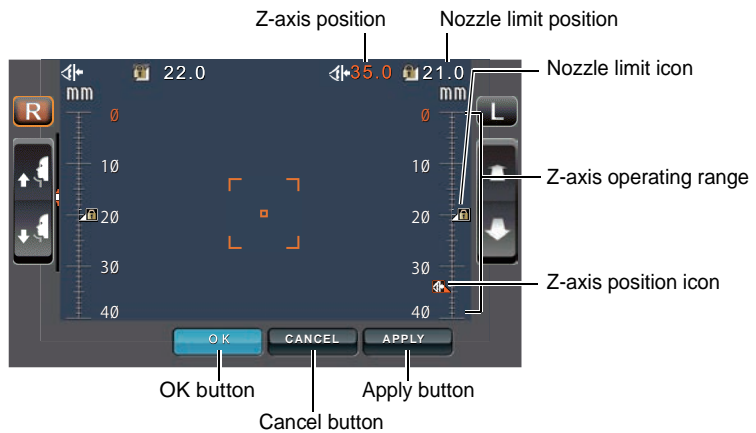 Z-axis position Nozzle limit position
22.0 35.0 21.0
Nozzle limit icon
mm mm
R L
0 0
10 10
Z-axis operating range
20 20
30 30
Z-axis position icon
40 40
OK CANCEL APPLY
OK button Apply button
Cancel button